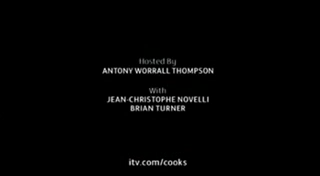 Hosted By
ANTONY WORRALL THOMPSON
With
JEAN-CHRISTOPHE NOVELLI
BRIAN TURNER
itv.com/cooks